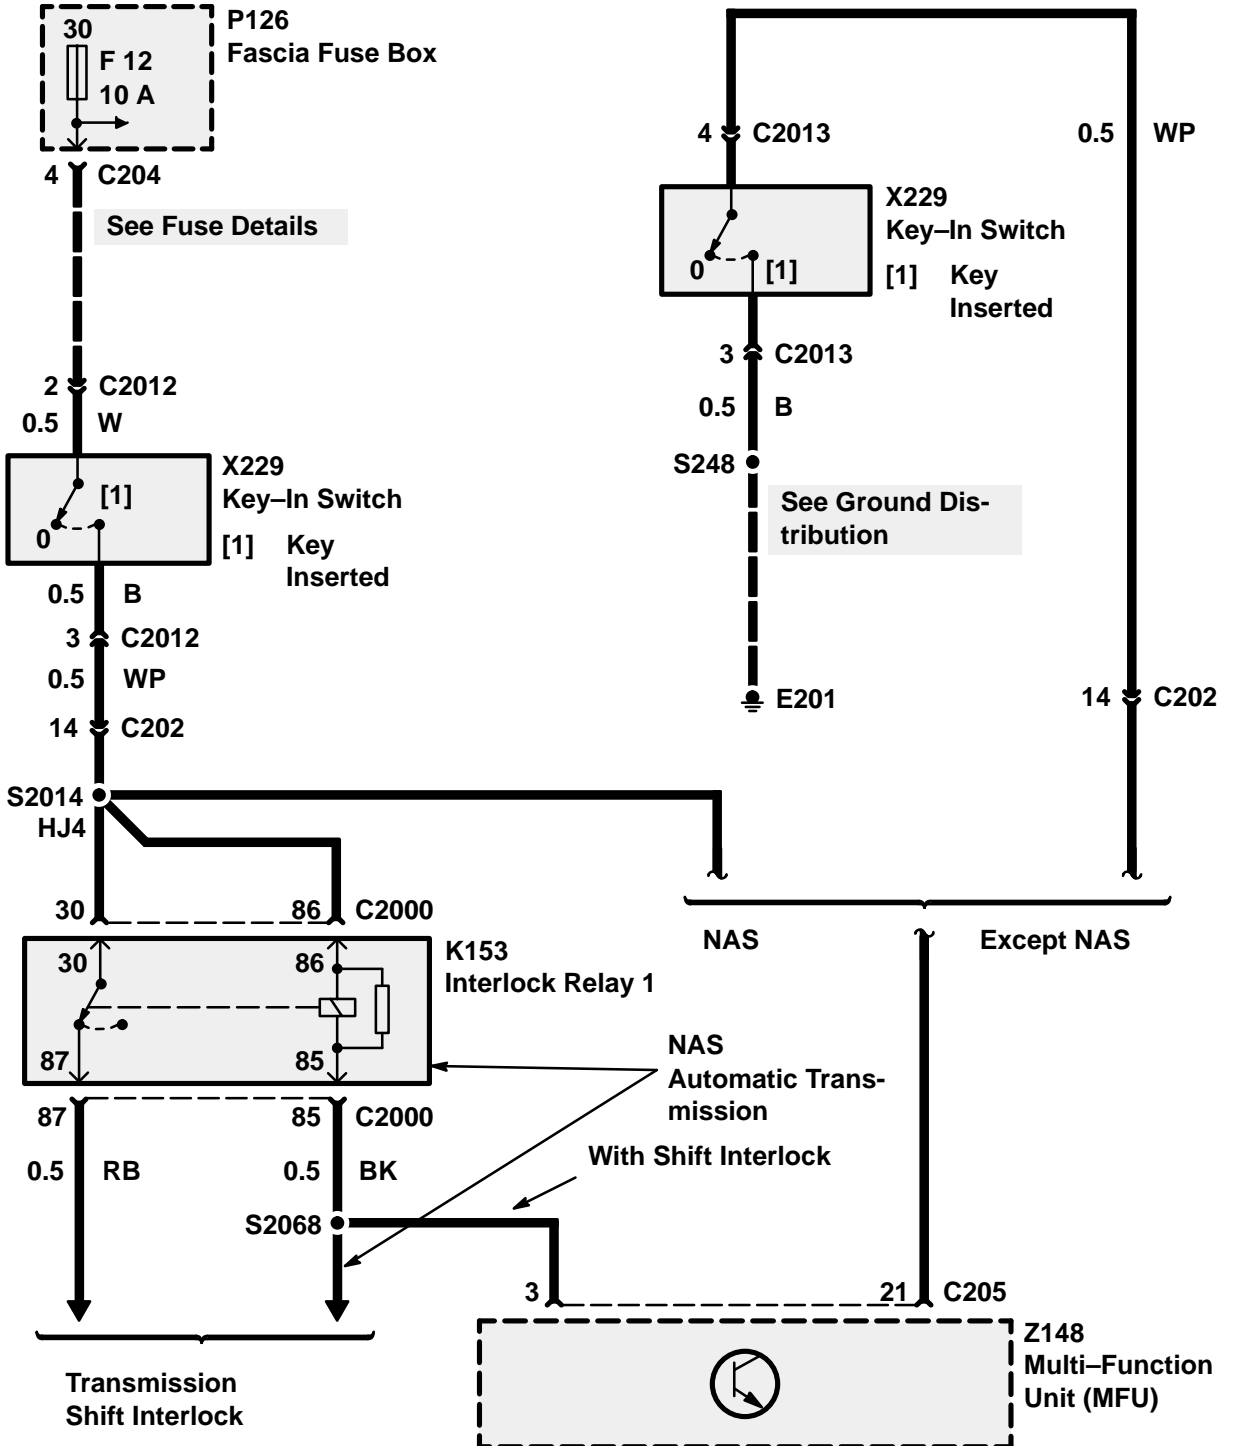 30
F 12
10 A
P126
Fascia Fuse Box
4 C204
See Fuse Details
2 C2012
0.5 W
X229
Key–In Switch
[1]
0
[1] Key
Inserted
0.5 B
3 C2012
0.5 WP
14 C202
S2014
HJ4
4 C2013
0.5 WP
X229
Key–In Switch
0 [1]
[1] Key
Inserted
3 C2013
0.5 B
S248
See Ground Dis-
tribution
E201
14 C202
30 86 C2000
NAS Except NAS
K153
Interlock Relay 1
30 86
87 85
NAS
Automatic Trans-
mission
87 85 C2000
0.5 RB 0.5 BK
With Shift Interlock
S2068
3 21 C205
Transmission
Shift Interlock
Z148
Multi–Function
Unit (MFU)